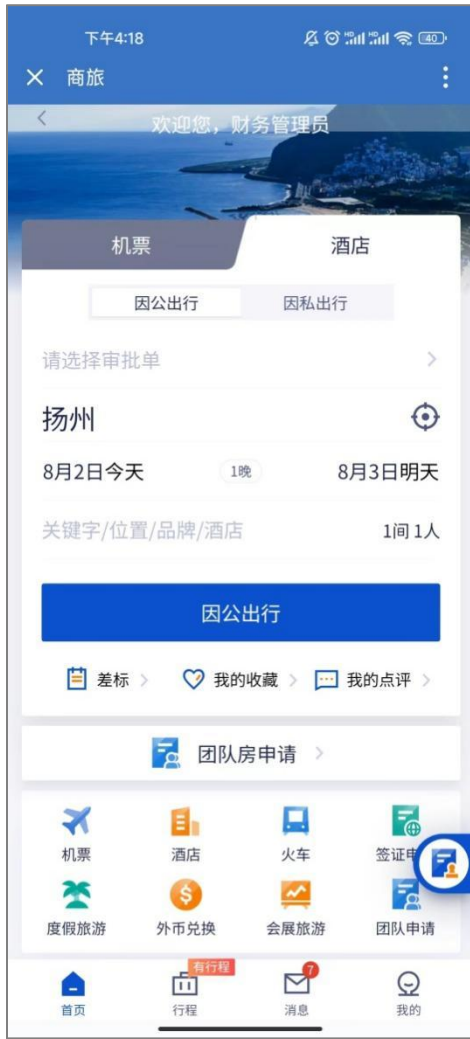 下午4:18
40
商旅
欢迎您，财务管理员
机票 酒店
因公出行 因私出行
请选择审批单
扬州
8月2日今天 1晚 8月3日明天
关键字/位置/品牌/酒店 1间1人
因公出行
差标 我的收藏 我的点评
团队房申请
机票 酒店 火车 签证申
度假旅游 外币兑换 会展旅游 团队申请
有行程 7
首页 行程 消息 我的